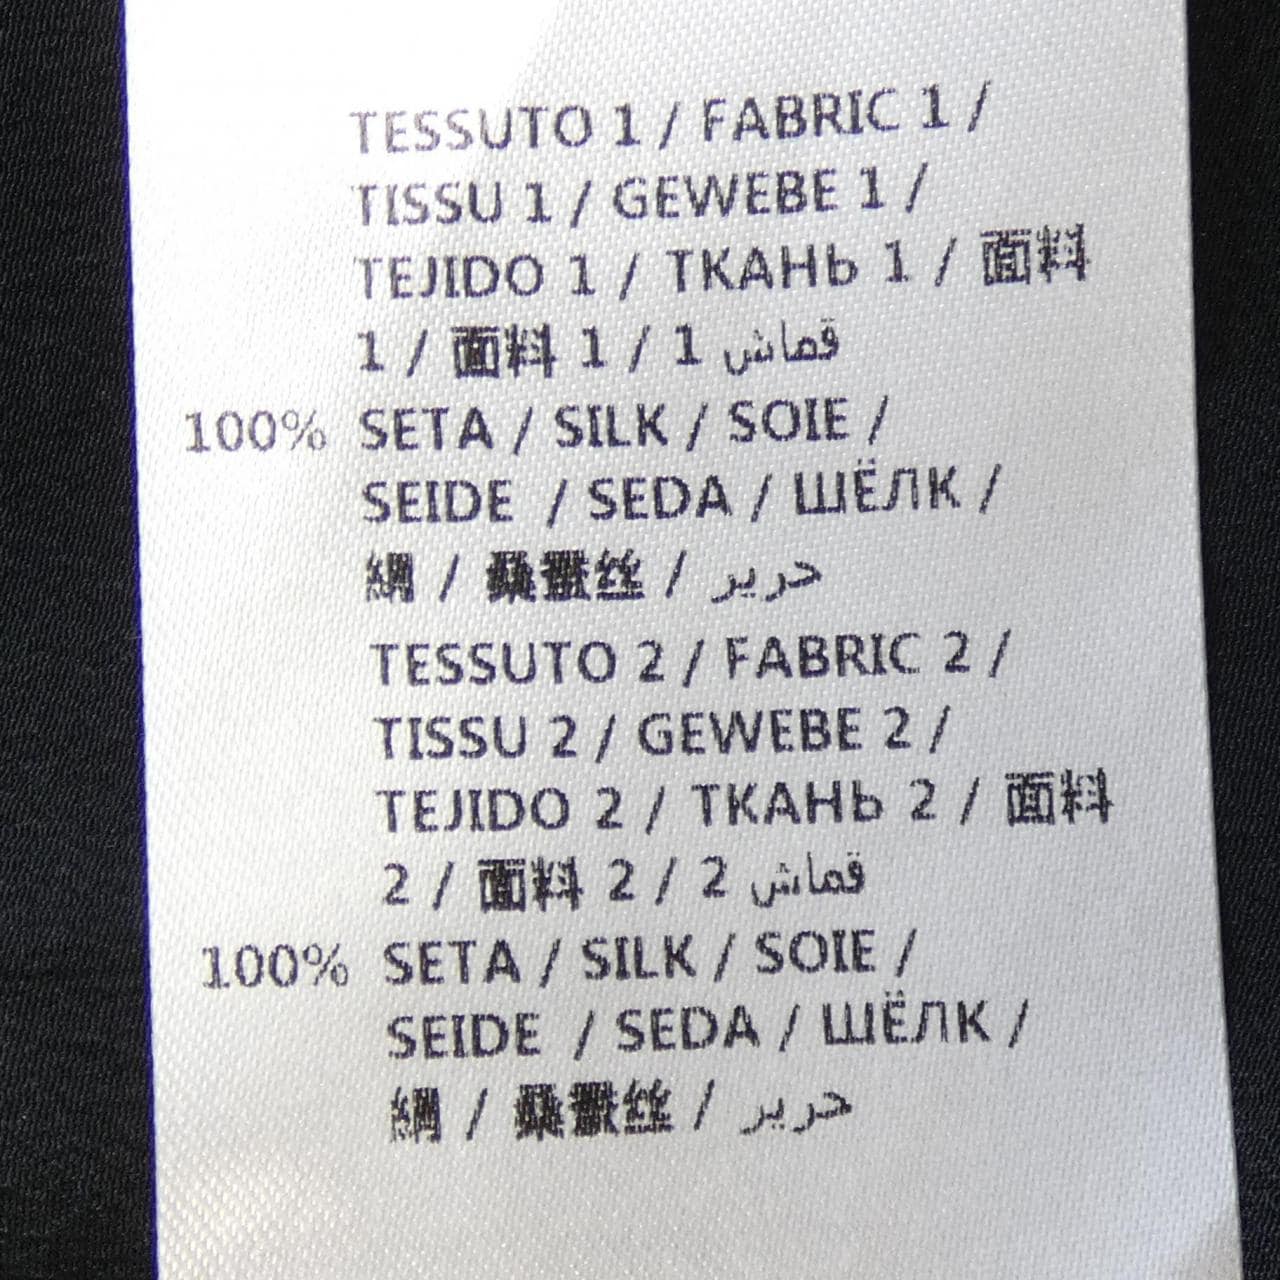 TESSUTO 1 / FABRIC 1 /
TISSU 1 / GEWEBE 1 /
TEJIDO 1 / ТКАНЬ 1 / 面料
1 / 面料 1 / 1 قماش
100% SETA / SILK / SOIE /
SEIDE / SEDA / ШЁЛК /
絹 / 桑蠶丝 / حرير
TESSUTO 2 / FABRIC 2 /
TISSU 2 / GEWEBE 2 /
TEJIDO 2 / ТКАНЬ 2 / 面料
2 / 面料 2 / 2 قماش
100% SETA / SILK / SOIE /
SEIDE / SEDA / ШЁЛК /
絹 / 桑蠶丝 / حرير